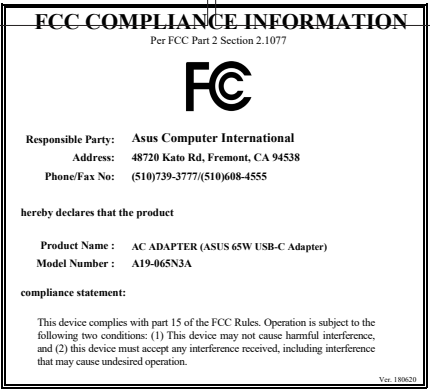 FCC COMPLIANCE INFORMATION
Per FCC Part 2 Section 2.1077
FC
Responsible Party: Asus Computer International
Address: 48720 Kato Rd, Fremont, CA 94538
Phone/Fax No: (510)739-3777/(510)608-4555
hereby declares that the product
Product Name : AC ADAPTER (ASUS 65W USB-C Adapter)
Model Number : A19-065N3A
compliance statement:
This device complies with part 15 of the FCC Rules. Operation is subject to the
following two conditions: (1) This device may not cause harmful interference,
and (2) this device must accept any interference received, including interference
that may cause undesired operation.
Ver. 180620